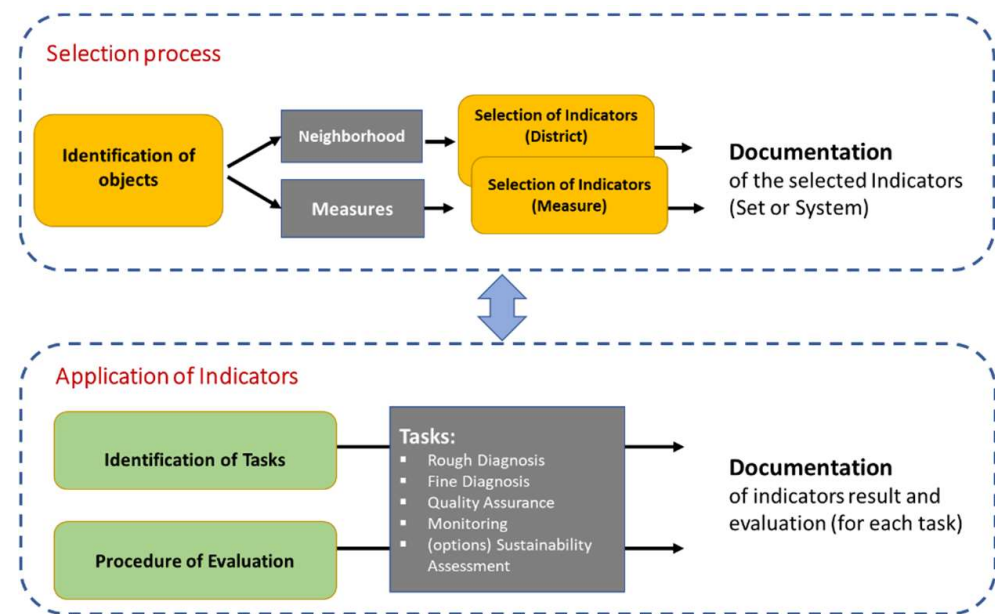 Selection process
Identification of
objects
Neighborhood
Measures
Selection of Indicators
(District)
Selection of Indicators
(Measure)
Documentation
of the selected Indicators
(Set or System)
Application of Indicators
Identification of Tasks
Procedure of Evaluation
Tasks:
▪ Rough Diagnosis
▪ Fine Diagnosis
▪ Quality Assurance
▪ Monitoring
▪ (options) Sustainability
Assessment
Documentation
of indicators result and
evaluation (for each task)